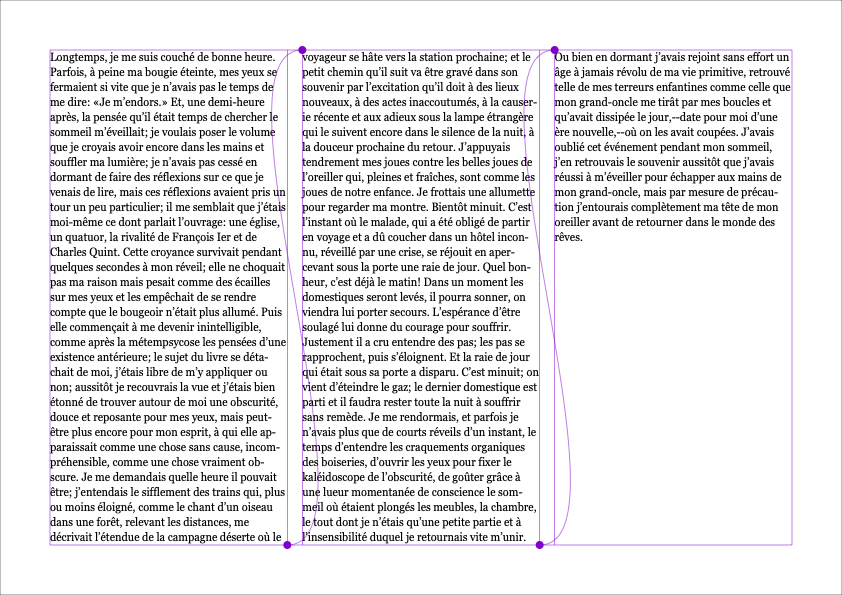 Longtemps, je me suis couché de bonne heure.
Parfois, à peine ma bougie éteinte, mes yeux se
fermaient si vite que je n’avais pas le temps de
me dire: «Je m’endors.» Et, une demi-heure
après, la pensée qu’il était temps de chercher le
sommeil m’éveillait; je voulais poser le volume
que je croyais avoir encore dans les mains et
souffler ma lumière; je n’avais pas cessé en
dormant de faire des réflexions sur ce que je
venais de lire, mais ces réflexions avaient pris un
tour un peu particulier; il me semblait que j’étais
moi-même ce dont parlait l’ouvrage: une église,
un quatuor, la rivalité de François Ier et de
Charles Quint. Cette croyance survivait pendant
quelques secondes à mon réveil; elle ne choquait
pas ma raison mais pesait comme des écailles
sur mes yeux et les empêchait de se rendre
compte que le bougeoir n’était plus allumé. Puis
elle commençait à me devenir inintelligible,
comme après la métempsycose les pensées d’une
existence antérieure; le sujet du livre se déta-
chait de moi, j’étais libre de m’y appliquer ou
non; aussitôt je recouvrais la vue et j’étais bien
étonné de trouver autour de moi une obscurité,
douce et reposante pour mes yeux, mais peut-
être plus encore pour mon esprit, à qui elle ap-
paraissait comme une chose sans cause, incom-
préhensible, comme une chose vraiment ob-
scure. Je me demandais quelle heure il pouvait
être; j’entendais le sifflement des trains qui, plus
ou moins éloigné, comme le chant d’un oiseau
dans une forêt, relevant les distances, me
décrivait l’étendue de la campagne déserte où le
voyageur se hâte vers la station prochaine; et le
petit chemin qu’il suit va être gravé dans son
souvenir par l’excitation qu’il doit à des lieux
nouveaux, à des actes inaccoutumés, à la causer-
ie récente et aux adieux sous la lampe étrangère
qui le suivent encore dans le silence de la nuit, à
la douceur prochaine du retour. J’appuyais
tendrement mes joues contre les belles joues de
l’oreiller qui, pleines et fraîches, sont comme les
joues de notre enfance. Je frottais une allumette
pour regarder ma montre. Bientôt minuit. C’est
l’instant où le malade, qui a été obligé de partir
en voyage et a dû coucher dans un hôtel incon-
nu, réveillé par une crise, se réjouit en aper-
cevant sous la porte une raie de jour. Quel bon-
heur, c’est déjà le matin! Dans un moment les
domestiques seront levés, il pourra sonner, on
viendra lui porter secours. L’espérance d’être
soulagé lui donne du courage pour souffrir.
Justement il a cru entendre des pas; les pas se
rapprochent, puis s’éloignent. Et la raie de jour
qui était sous sa porte a disparu. C’est minuit; on
vient d’éteindre le gaz; le dernier domestique est
parti et il faudra rester toute la nuit à souffrir
sans remède. Je me rendormais, et parfois je
n’avais plus que de courts réveils d’un instant, le
temps d’entendre les craquements organiques
des boiseries, d’ouvrir les yeux pour fixer le
kaléidoscope de l’obscurité, de goûter grâce à
une lueur momentanée de conscience le som-
meil où étaient plongés les meubles, la chambre,
le tout dont je n’étais qu’une petite partie et à
l’insensibilité duquel je retournais vite m’unir.
Ou bien en dormant j’avais rejoint sans effort un
âge à jamais révolu de ma vie primitive, retrouvé
telle de mes terreurs enfantines comme celle que
mon grand-oncle me tirât par mes boucles et
qu’avait dissipée le jour,--date pour moi d’une
ère nouvelle,--où on les avait coupées. J’avais
oublié cet événement pendant mon sommeil,
j’en retrouvais le souvenir aussitôt que j’avais
réussi à m’éveiller pour échapper aux mains de
mon grand-oncle, mais par mesure de précau-
tion j’entourais complètement ma tête de mon
oreiller avant de retourner dans le monde des
rêves.